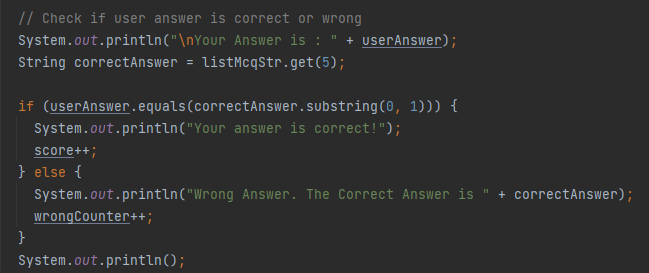 // Check if user answer is correct or wrong
System.out.println("\nYour Answer is : " + userAnswer);
String correctAnswer = listMcqStr.get(5);
if (userAnswer.equals(correctAnswer.substring(0, 1))) {
System.out.println("Your answer is correct!");
score++;
} else {
System.out.println("Wrong Answer. The Correct Answer is " + correctAnswer);
wrongCounter++;
}
System.out.println();